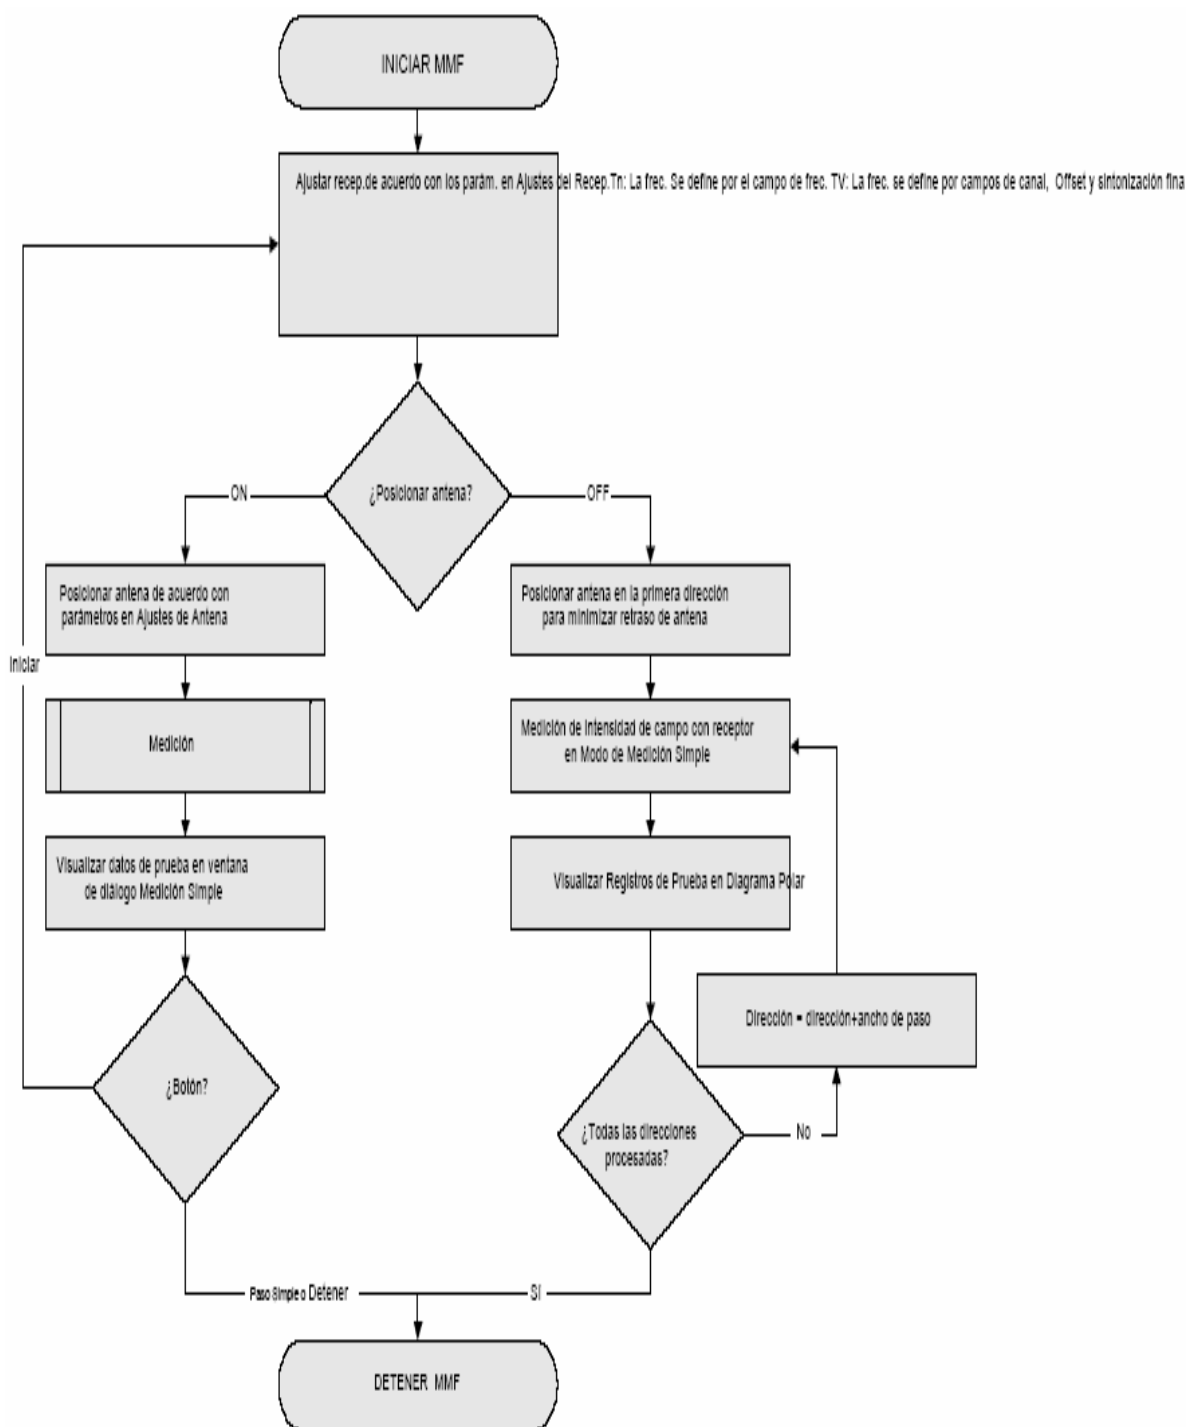 INICIAR MMF
Ajustar recep.de acuerdo con los parám. en Ajustes del Recep.Tn: La frec. Se define por el campo de frec. TV: La frec. se define por campos de canal, Offset y sintonización fina
¿Posicionar antena?
ON
OFF
Posicionar antena de acuerdo con
parámetros en Ajustes de Antena
Posicionar antena en la primera dirección
para minimizar retraso de antena
Iniciar
Medición
Medición de intensidad de campo con receptor
en Modo de Medición Simple
Visualizar datos de prueba en ventana
de diálogo Medición Simple
Visualizar Registros de Prueba en Diagrama Polar
Dirección = dirección+ancho de paso
¿Botón?
¿Todas las direcciones
procesadas?
No
Paso Simple o Detener
Sí
DETENER MMF